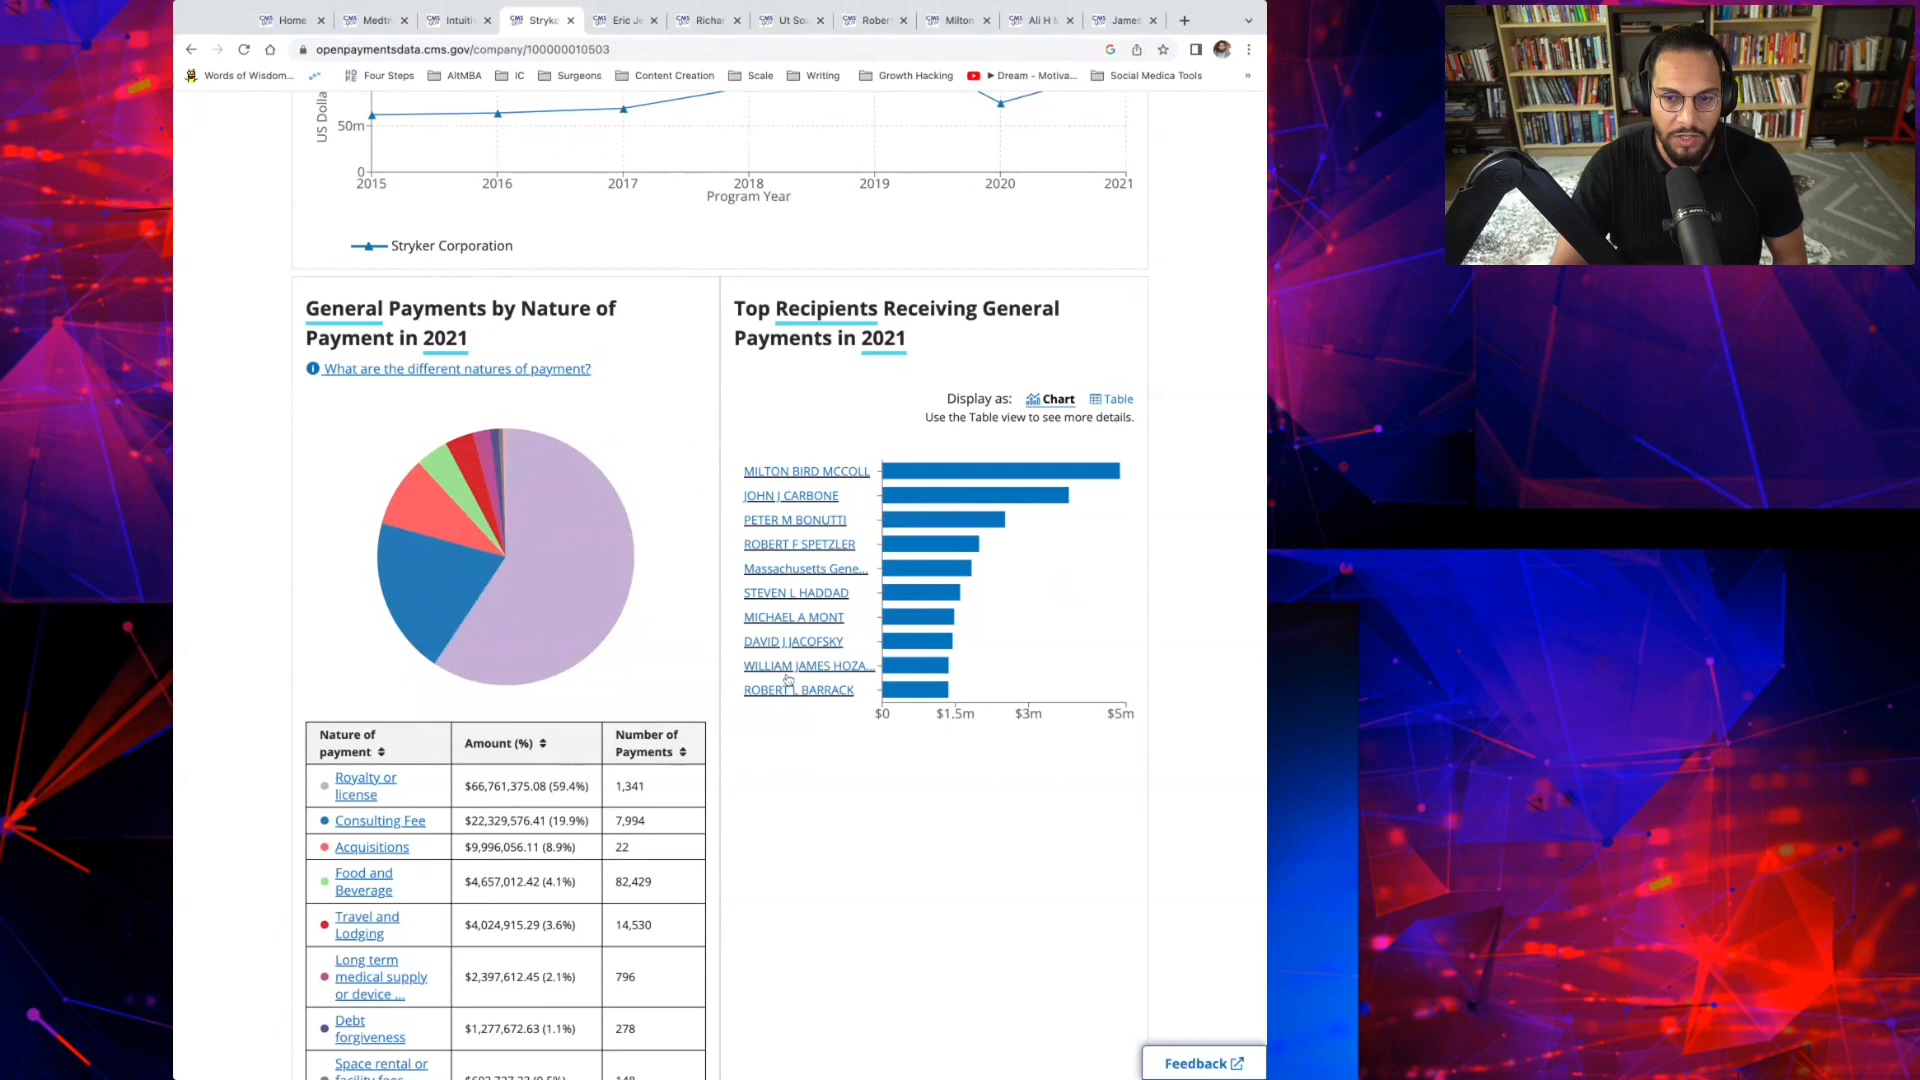 Home
Medtn
Intuitiv
Stryke
Eric Je
Richar
Ut Sou
Rober
Milton
Ali H M
James
openpaymentsdata.cms.gov/company/100000010503
Words of Wisdom...
Four Steps
AltMBA
IC
Surgeons
Content Creation
Scale
Writing
Growth Hacking
Dream - Motiva...
Social Medica Tools
»
US Dolla
50m
0
2015 2016 2017 2018 2019 2020 2021
Program Year
Stryker Corporation
General Payments by Nature of
Payment in 2021
What are the different natures of payment?
Nature of payment Amount (%) Number of Payments
Royalty or license $66,761,375.08 (59.4%) 1,341
Consulting Fee $22,329,576.41 (19.9%) 7,994
Acquisitions $9,996,056.11 (8.9%) 22
Food and Beverage $4,657,012.42 (4.1%) 82,429
Travel and Lodging $4,024,915.29 (3.6%) 14,530
Long term medical supply or device ... $2,397,612.45 (2.1%) 796
Debt forgiveness $1,277,672.63 (1.1%) 278
Space rental or
Top Recipients Receiving General
Payments in 2021
Display as: Chart Table
Use the Table view to see more details.
MILTON BIRD MCCOLL
JOHN J CARBONE
PETER M BONUTTI
ROBERT F SPETZLER
Massachusetts Gene...
STEVEN L HADDAD
MICHAEL A MONT
DAVID J JACOFSKY
WILLIAM JAMES HOZA...
ROBERT L BARRACK
$0 $1.5m $3m $5m
Feedback